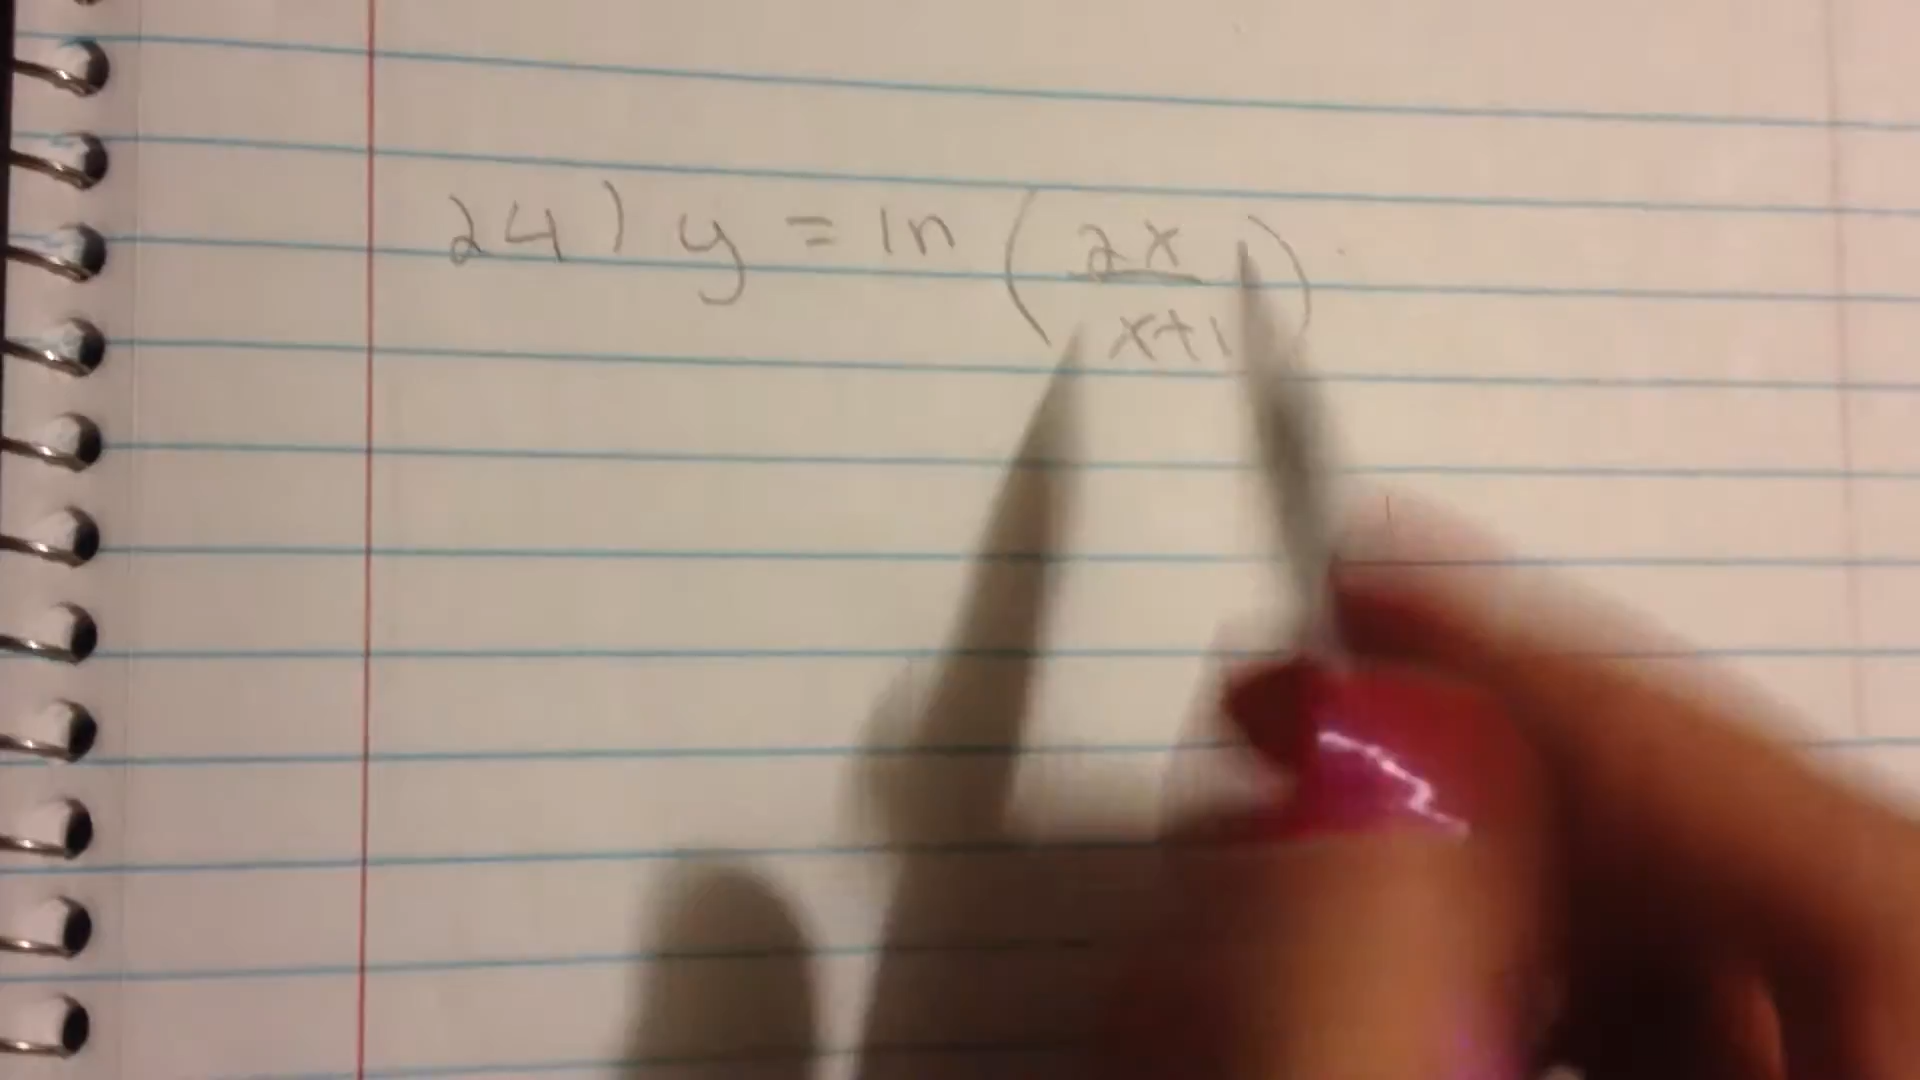 24) y = ln (2x/x+1)